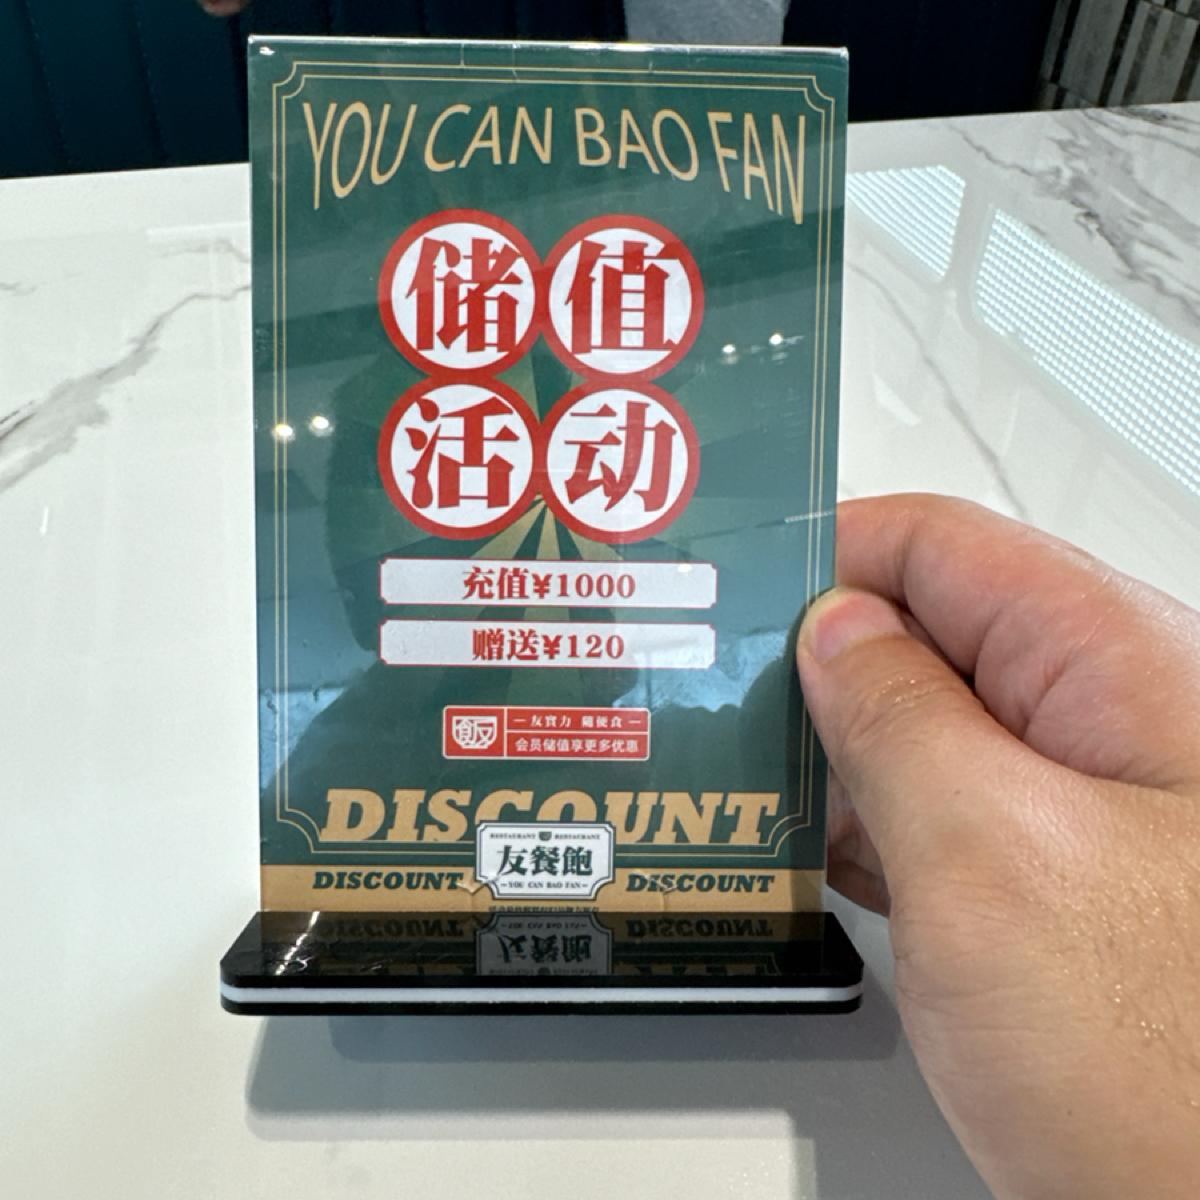 YOU CAN BAO FAN
储值
活动
充值¥1000
赠送¥120
飯
友實力 隨便食
会员储值享更多优惠
DISCOUNT
RESTAURANT RESTAURANT
友餐飽
YOU CAN BAO FAN
DISCOUNT DISCOUNT